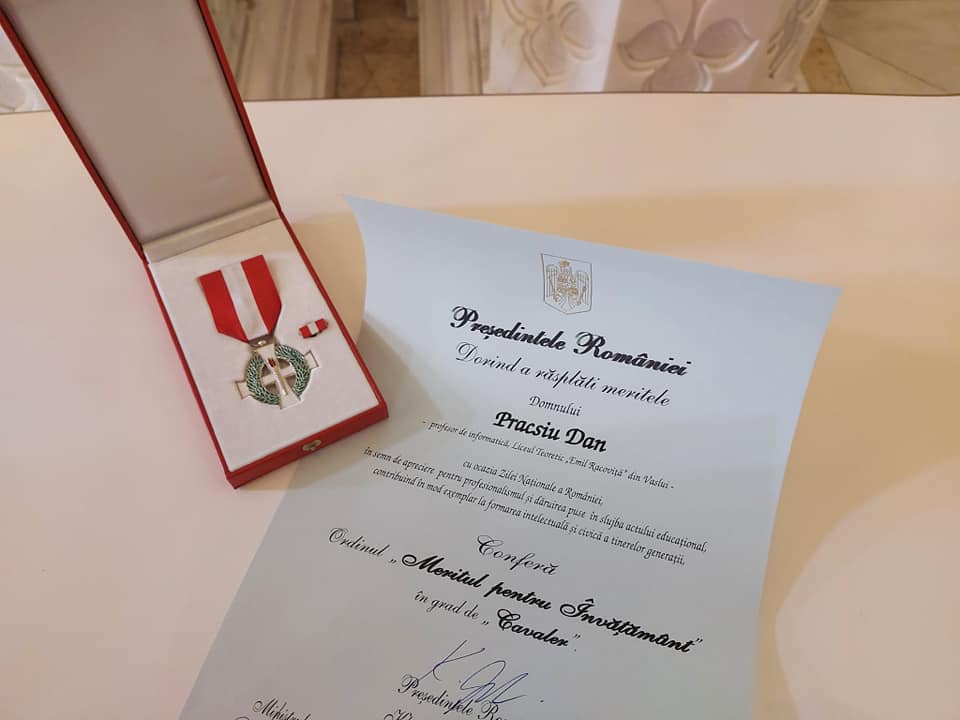 Președintele României
Dorind a răsplăti meritele
Domnului
Pracsiu Dan
- profesor de informatică, Liceul Teoretic „Emil Racoviță” din Vaslui -
cu ocazia Zilei Naționale a României,
în semn de apreciere pentru profesionalismul și dăruirea puse în slujba actului educațional,
contribuind în mod exemplar la formarea intelectuală și civică a tinerelor generații,
Conferă
Ordinul „Meritul pentru Învățământ”
în grad de „Cavaler”.
Președintele